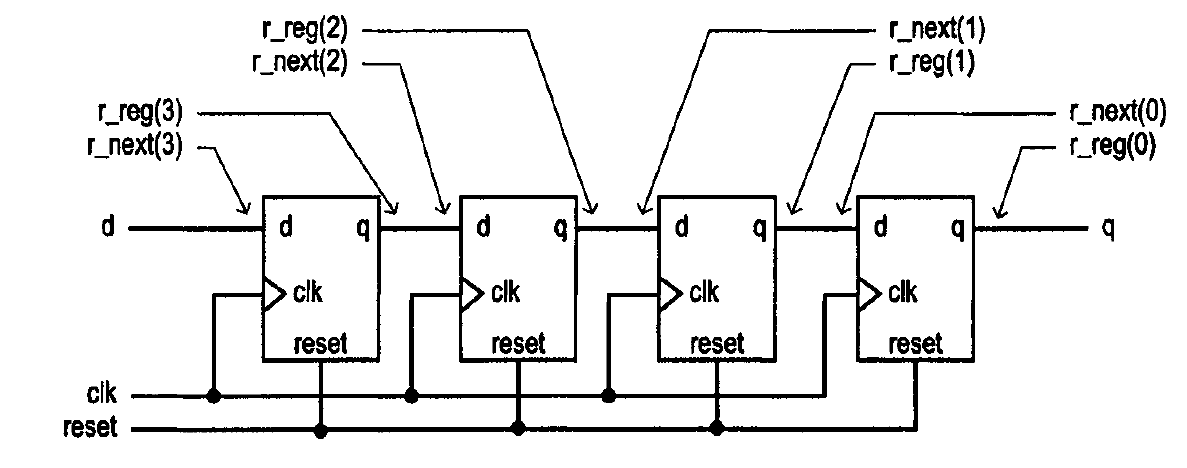 r_reg(2)
r_next(1)
r_next(2)
r_reg(1)
r_reg(3)
r_next(0)
r_next(3)
r_reg(0)
d
d
q
d
q
d
q
d
q
q
clk
clk
clk
clk
reset
reset
reset
reset
clk
reset